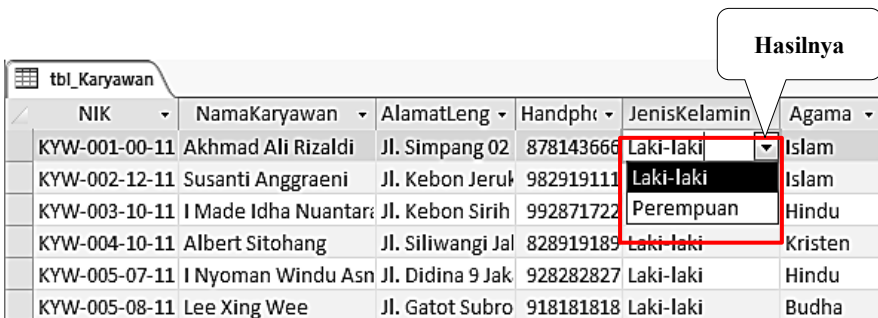 Hasilnya
tbl_Karyawan
NIK NamaKaryawan AlamatLeng Handpho JenisKelamin Agama
KYW-001-00-11 Akhmad Ali Rizaldi Jl. Simpang 02 878143666 Laki-laki Islam
KYW-002-12-11 Susanti Anggraeni Jl. Kebon Jeruk 982919111 Laki-laki Islam
KYW-003-10-11 I Made Idha Nuantara Jl. Kebon Sirih 992871722 Perempuan Hindu
KYW-004-10-11 Albert Sitohang Jl. Siliwangi Jal 828919189 Laki-laki Kristen
KYW-005-07-11 I Nyoman Windu Asm Jl. Didina 9 Jak 928282827 Laki-laki Hindu
KYW-005-08-11 Lee Xing Wee Jl. Gatot Subro 918181818 Laki-laki Budha